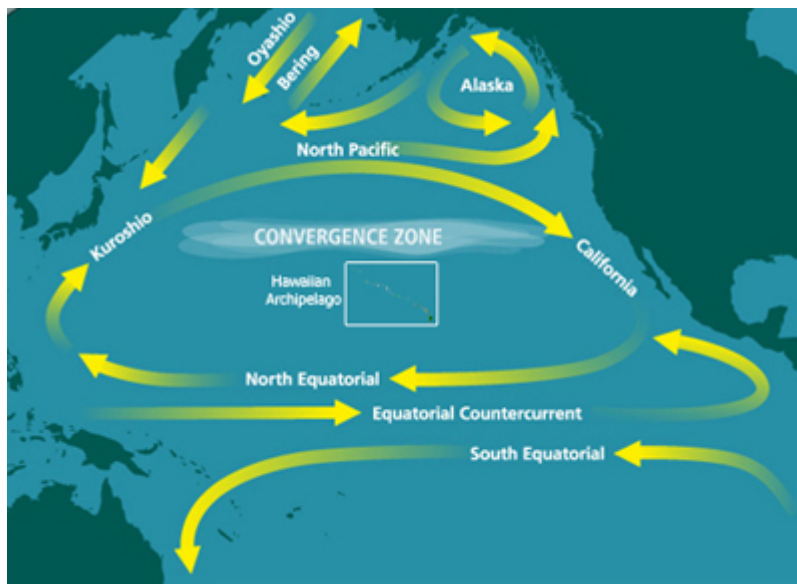 Oyashio
Bering
Alaska
North Pacific
Kuroshio
CONVERGENCE ZONE
California
Hawaiian
Archipelago
North Equatorial
Equatorial Countercurrent
South Equatorial